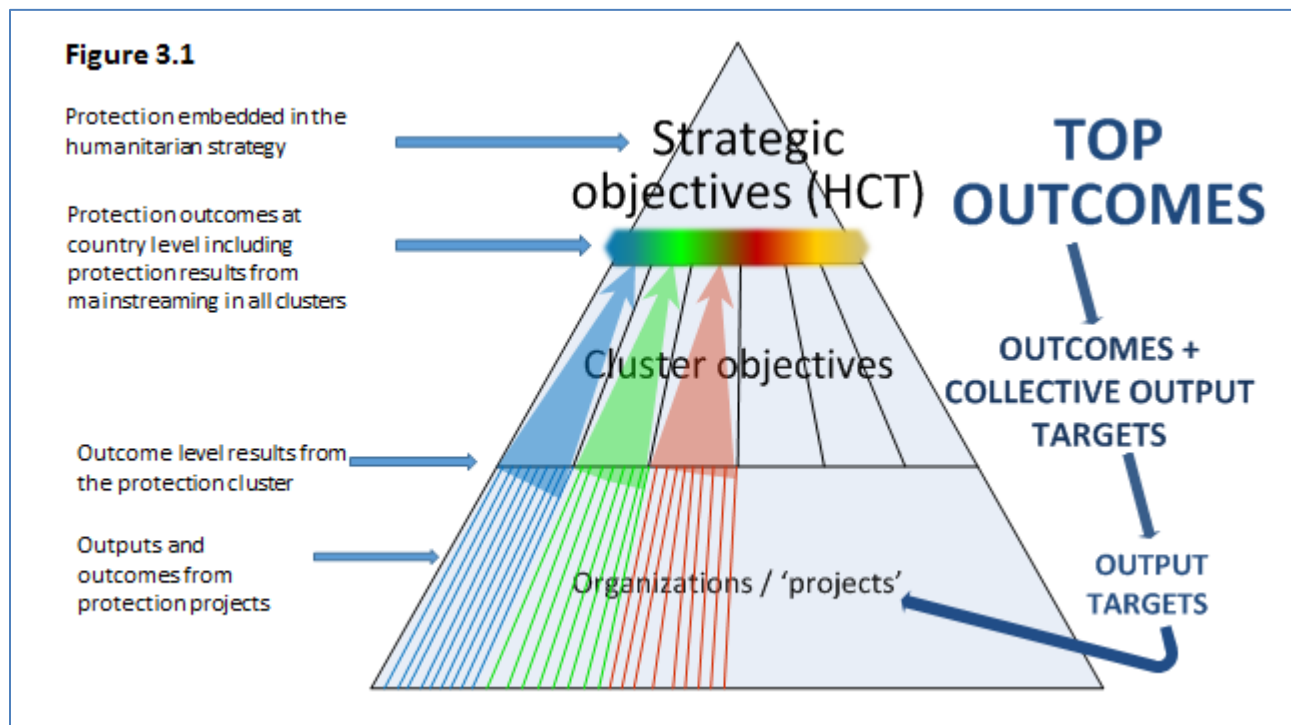 Figure 3.1
Protection embedded in the
humanitarian strategy
Protection outcomes at
country level including
protection results from
mainstreaming in all clusters
Outcome level results from
the protection cluster
Outputs and
outcomes from
protection projects
Strategic
objectives (HCT)
Cluster objectives
Organizations / ‘projects’
TOP
OUTCOMES
OUTCOMES +
COLLECTIVE OUTPUT
TARGETS
OUTPUT
TARGETS